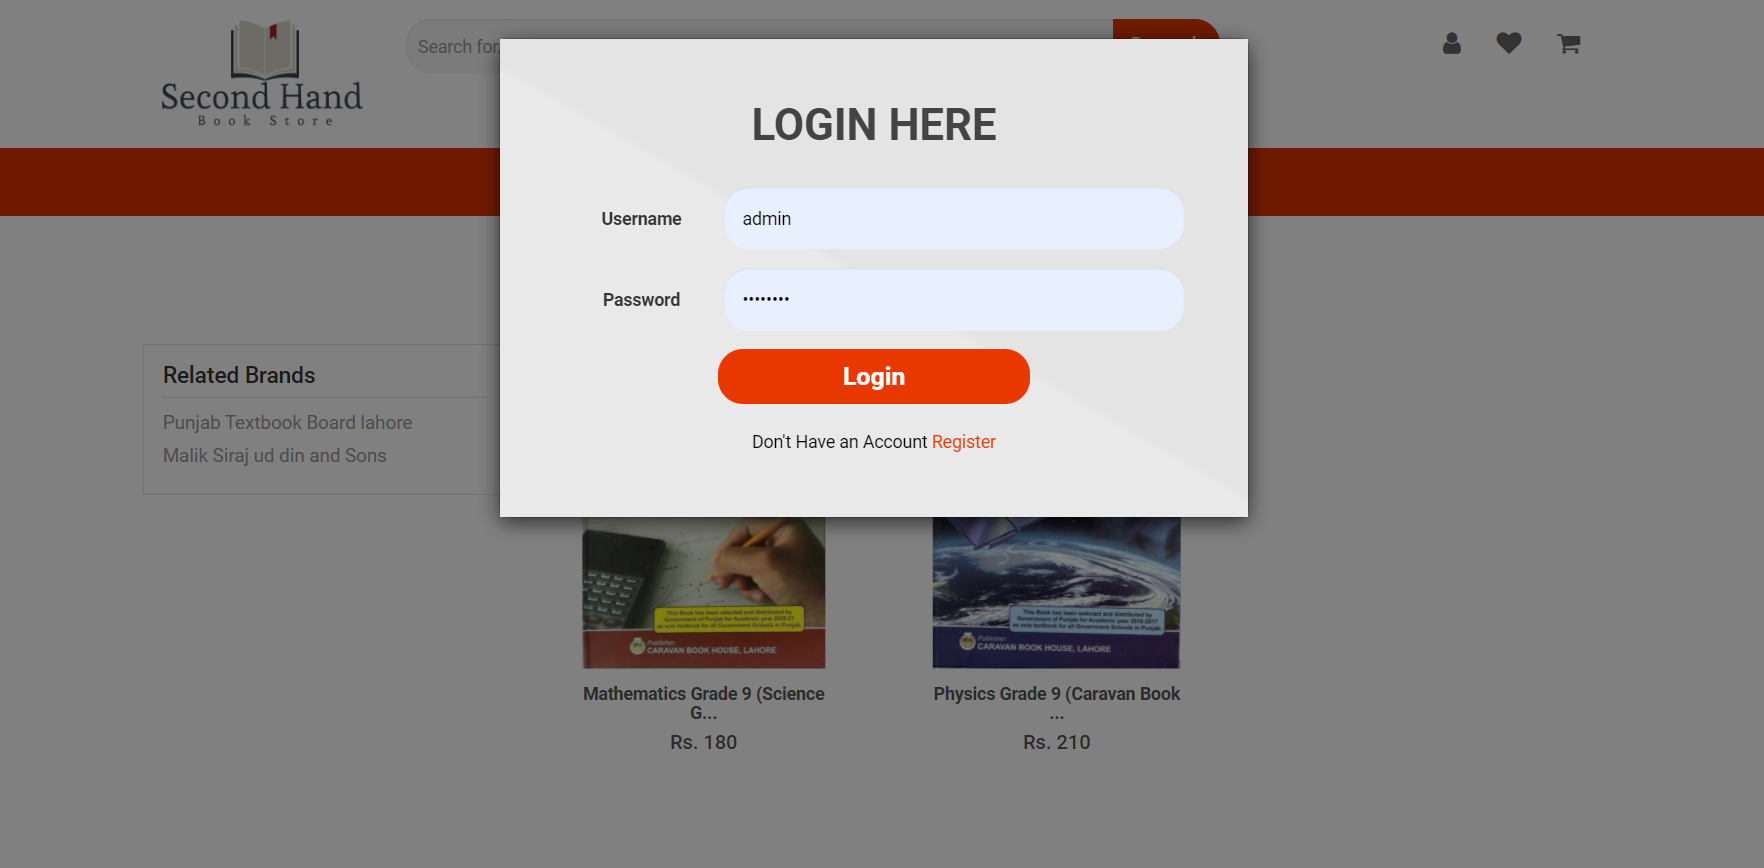 Second Hand
Book Store
Search for.
LOGIN HERE
Username
admin
Password
••••••••
Login
Don't Have an Account Register
Related Brands
Punjab Textbook Board lahore
Malik Siraj ud din and Sons
This Book has been selected and distributed by
Government of Punjab for Academic year 2020-21
as sole textbook for all Government Schools in Punjab.
Publisher:
CARAVAN BOOK HOUSE, LAHORE
Mathematics Grade 9 (Science
G...
Rs. 180
This Book has been selected and distributed by
Government of Punjab for Academic year 2016-2017
as sole textbook for all Government Schools in Punjab.
Publisher:
CARAVAN BOOK HOUSE, LAHORE
Physics Grade 9 (Caravan Book
...
Rs. 210